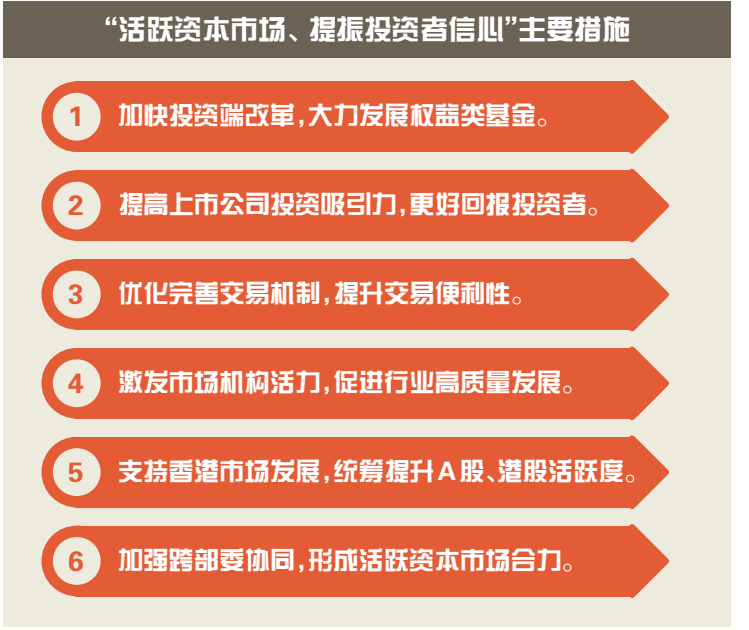 “活跃资本市场、提振投资者信心”主要措施
1 加快投资端改革，大力发展权益类基金。
2 提高上市公司投资吸引力，更好回报投资者。
3 优化完善交易机制，提升交易便利性。
4 激发市场机构活力，促进行业高质量发展。
5 支持香港市场发展，统筹提升A股、港股活跃度。
6 加强跨部委协同，形成活跃资本市场合力。